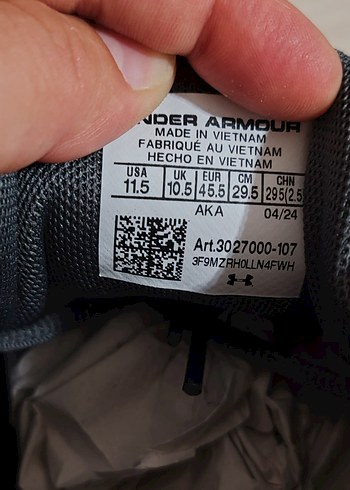 UNDER ARMOUR
MADE IN VIETNAM
FABRIQUÉ AU VIETNAM
HECHO EN VIETNAM
USA UK EUR CM CHN
11.5 10.5 45.5 29.5 295(2.5
AKA 04/24
Art.3027000-107
3F9MZRH0LLN4FWH